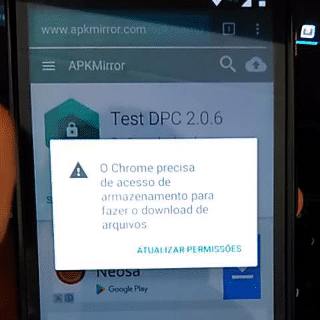 www.apkmirror.com
APKMirror
Test DPC 2.0.6
O Chrome precisa
de acesso de
armazenamento para
fazer o download de
arquivos.
ATUALIZAR PERMISSÕES
Neosa
Google Play